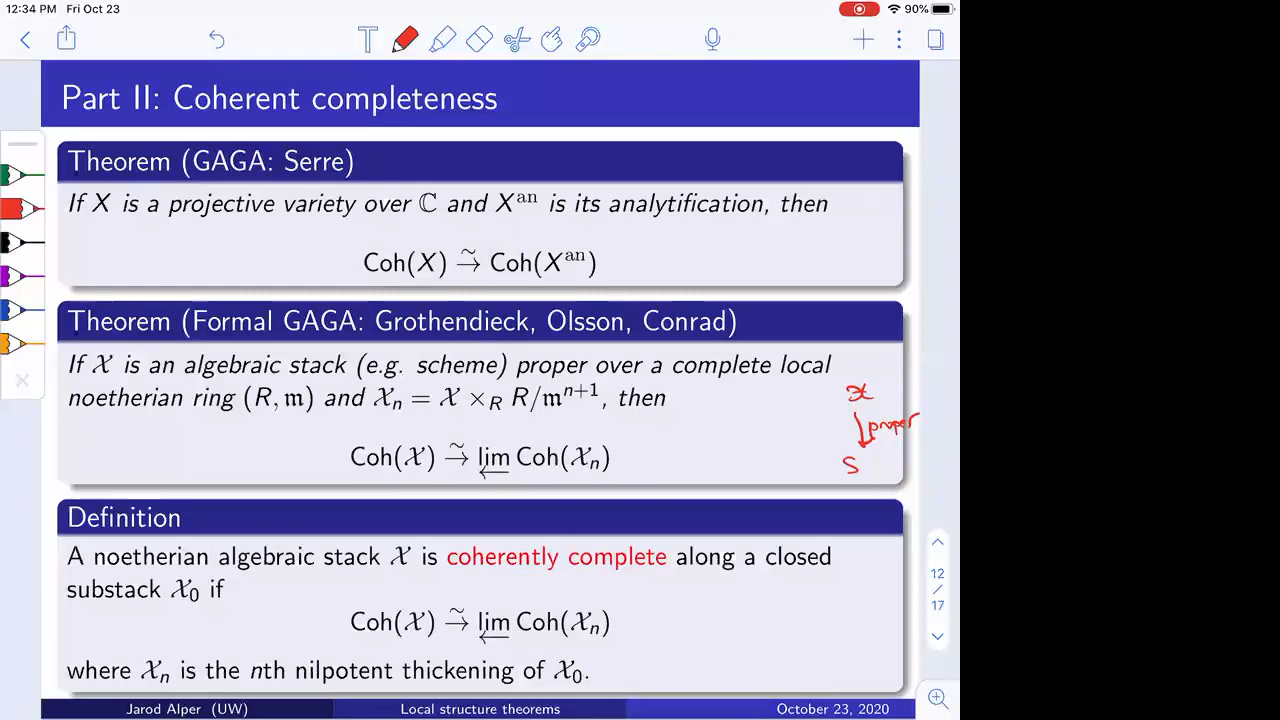 12:34 PM Fri Oct 23
90%
Part II: Coherent completeness
Theorem (GAGA: Serre)
If X is a projective variety over ℂ and X^an is its analytification, then
Coh(X) →~ Coh(X^an)
Theorem (Formal GAGA: Grothendieck, Olsson, Conrad)
If 𝒳 is an algebraic stack (e.g. scheme) proper over a complete local
noetherian ring (R, 𝔪) and 𝒳_n = 𝒳 ×_R R/𝔪^{n+1}, then
Coh(𝒳) →~ lim← Coh(𝒳_n)
𝒳
↓ proper
S
Definition
A noetherian algebraic stack 𝒳 is coherently complete along a closed
substack 𝒳_0 if
Coh(𝒳) →~ lim← Coh(𝒳_n)
where 𝒳_n is the nth nilpotent thickening of 𝒳_0.
12
/
17
Jarod Alper (UW) Local structure theorems October 23, 2020